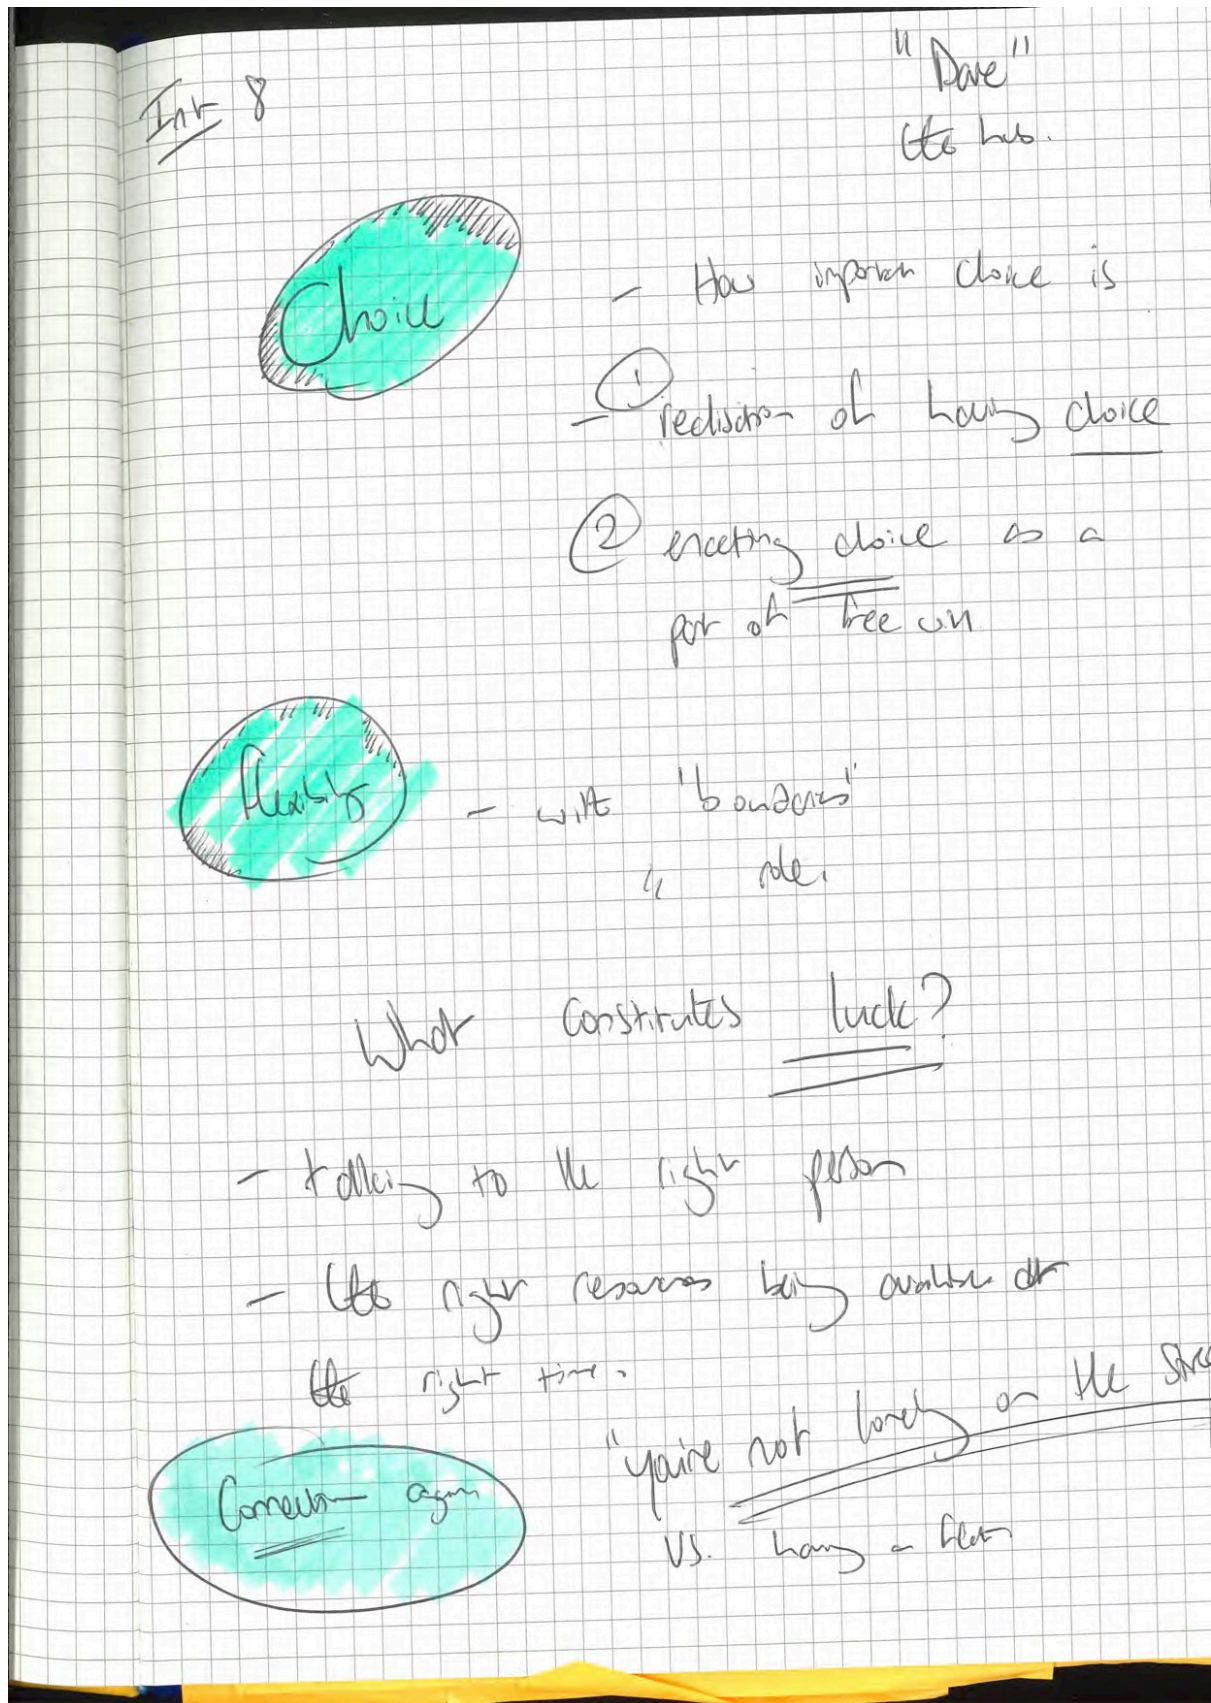 Int 8
"Dave"
the hub.
Choice
- How important choice is
- ① realisation of having choice
② enacting choice as a
part of free will
flexibility
- with "boundaries"
" role.
What constitutes luck?
- talking to the right person
- the right resources being available at
the right time.
Connection again
"you're not lonely on the stree
vs. having a flat